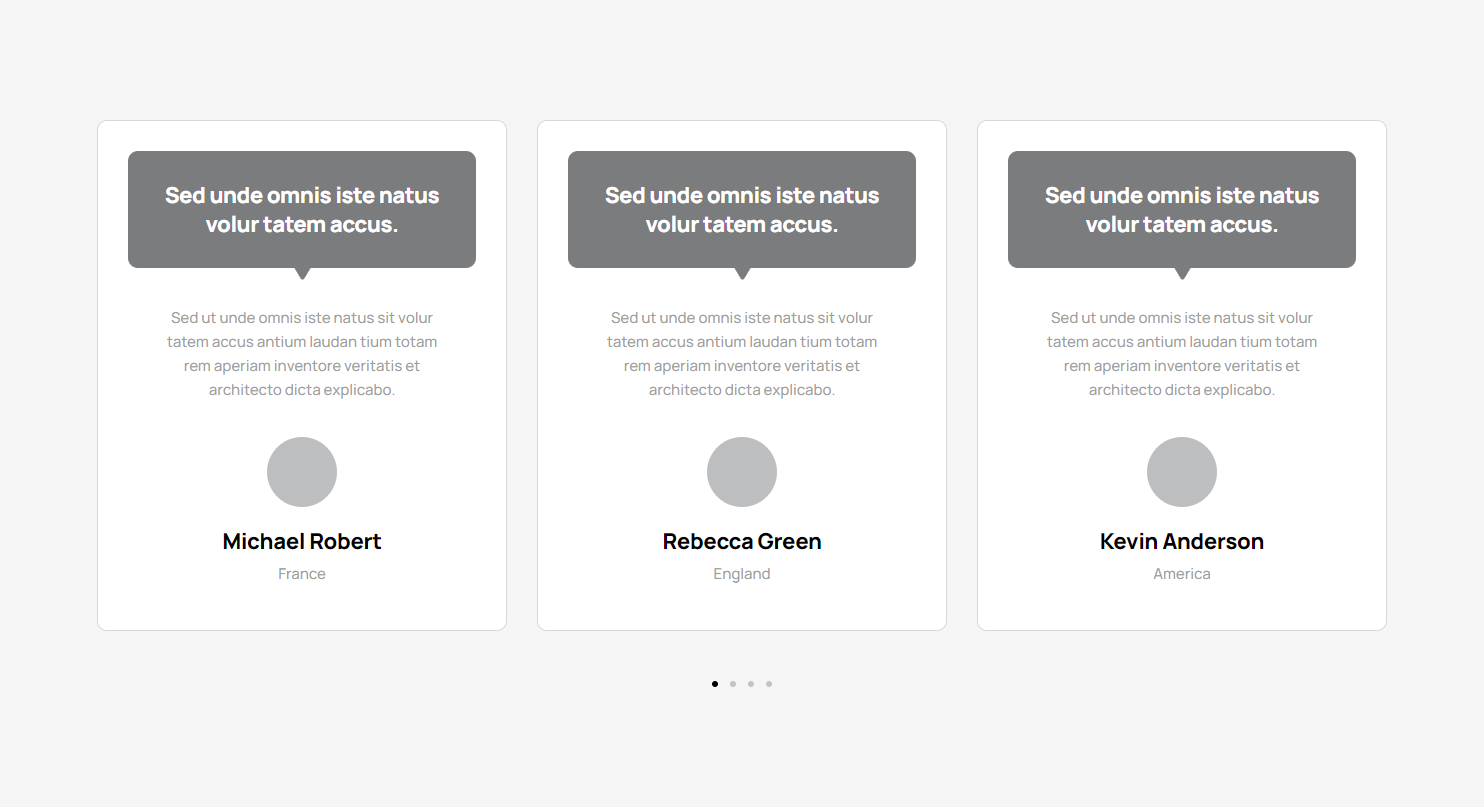 Sed unde omnis iste natus
volur tatem accus.
Sed ut unde omnis iste natus sit volur
tatem accus antium laudan tium totam
rem aperiam inventore veritatis et
architecto dicta explicabo.
Michael Robert
France
Sed unde omnis iste natus
volur tatem accus.
Sed ut unde omnis iste natus sit volur
tatem accus antium laudan tium totam
rem aperiam inventore veritatis et
architecto dicta explicabo.
Rebecca Green
England
Sed unde omnis iste natus
volur tatem accus.
Sed ut unde omnis iste natus sit volur
tatem accus antium laudan tium totam
rem aperiam inventore veritatis et
architecto dicta explicabo.
Kevin Anderson
America